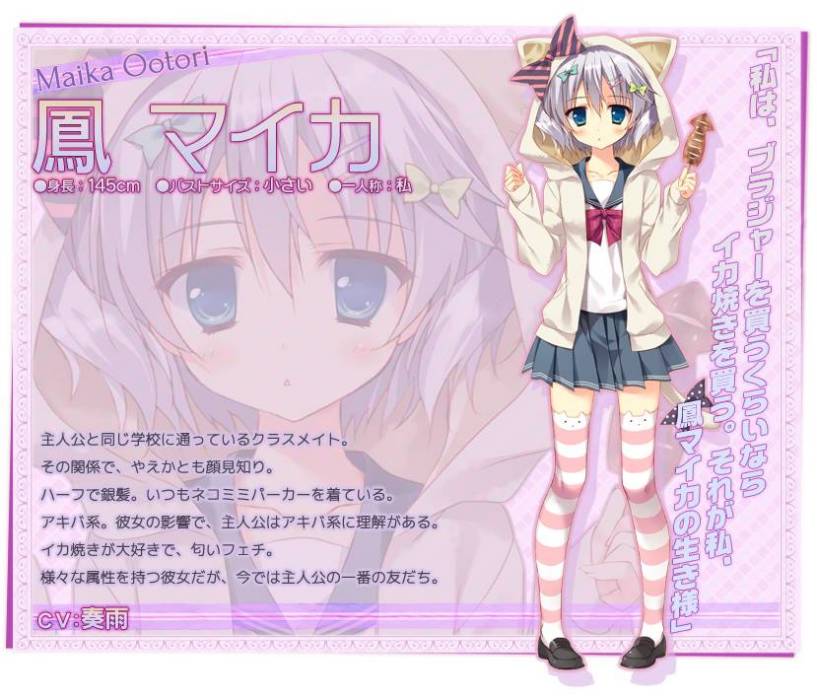 Maika Ootori
鳳 マイカ
●身長：145cm ●バストサイズ：小さい ●一人称：私
「私は、ブラジャーを買うくらいなら
イカ焼きを買う。それが私、
鳳マイカの生き様」
主人公と同じ学校に通っているクラスメイト。
その関係で、やえかとも顔見知り。
ハーフで銀髪。いつもネコミミパーカーを着ている。
アキバ系。彼女の影響で、主人公はアキバ系に理解がある。
イカ焼きが大好きで、匂いフェチ。
様々な属性を持つ彼女だが、今では主人公の一番の友だち。
CV:奏雨